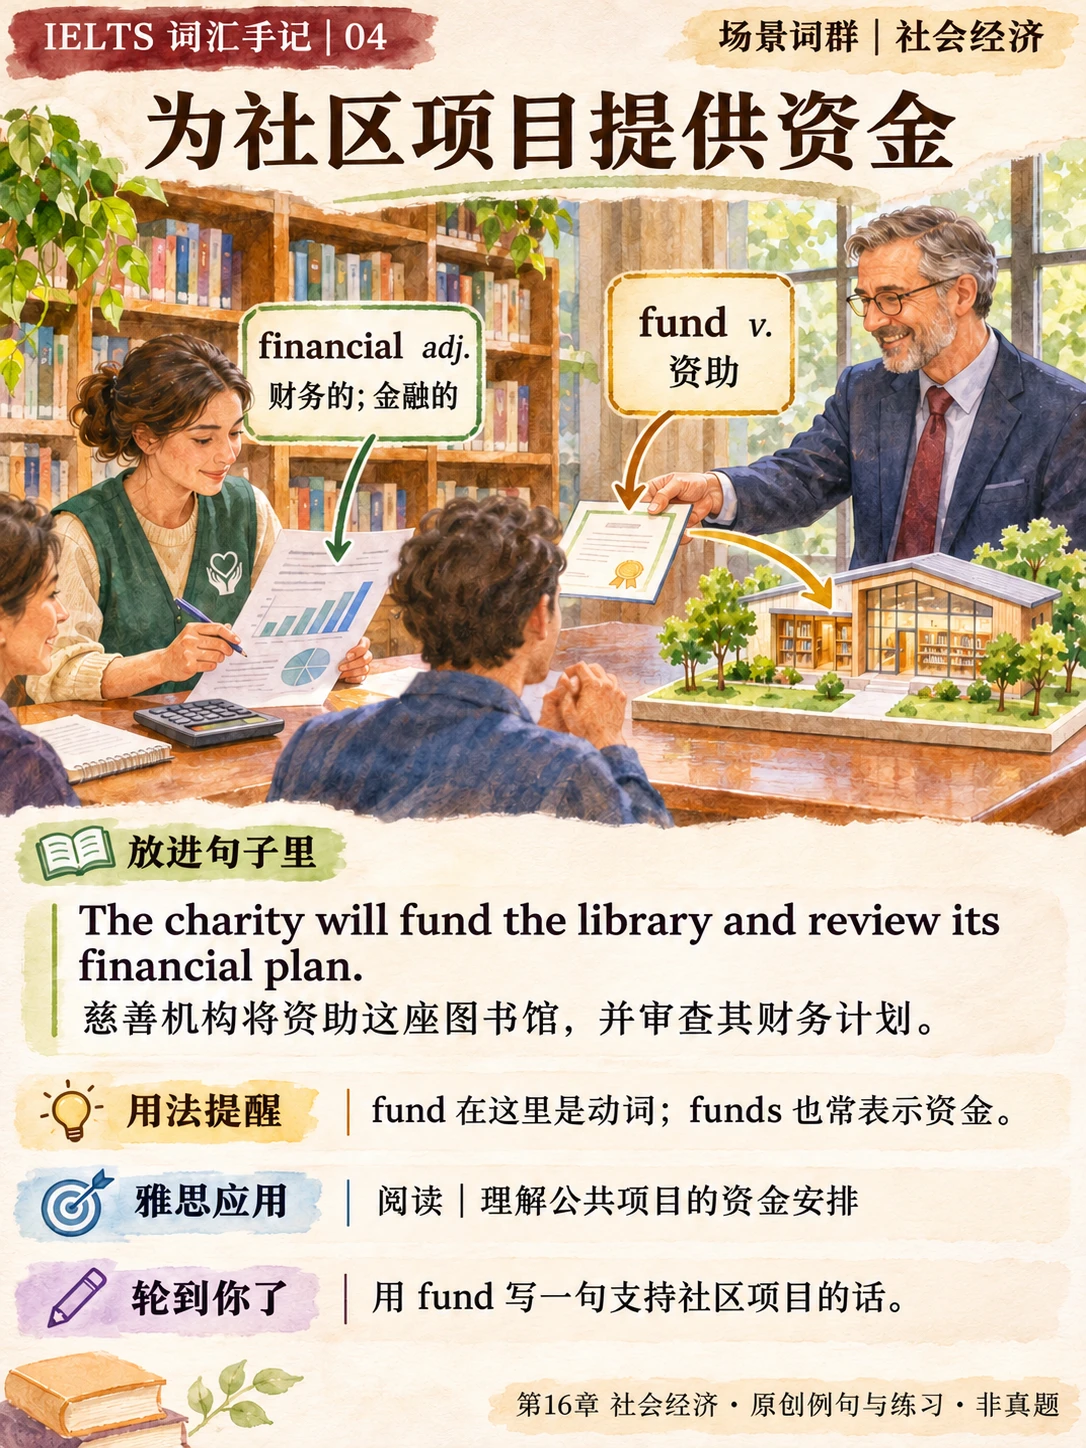 IELTS 词汇手记 | 04
场景词群 | 社会经济
为社区项目提供资金
financial adj.
财务的; 金融的
fund v.
资助
放进句子里
The charity will fund the library and review its
financial plan.
慈善机构将资助这座图书馆，并审查其财务计划。
用法提醒 | fund 在这里是动词；funds 也常表示资金。
雅思应用 | 阅读 | 理解公共项目的资金安排
轮到你了 | 用 fund 写一句支持社区项目的话。
第16章 社会经济 · 原创例句与练习 · 非真题